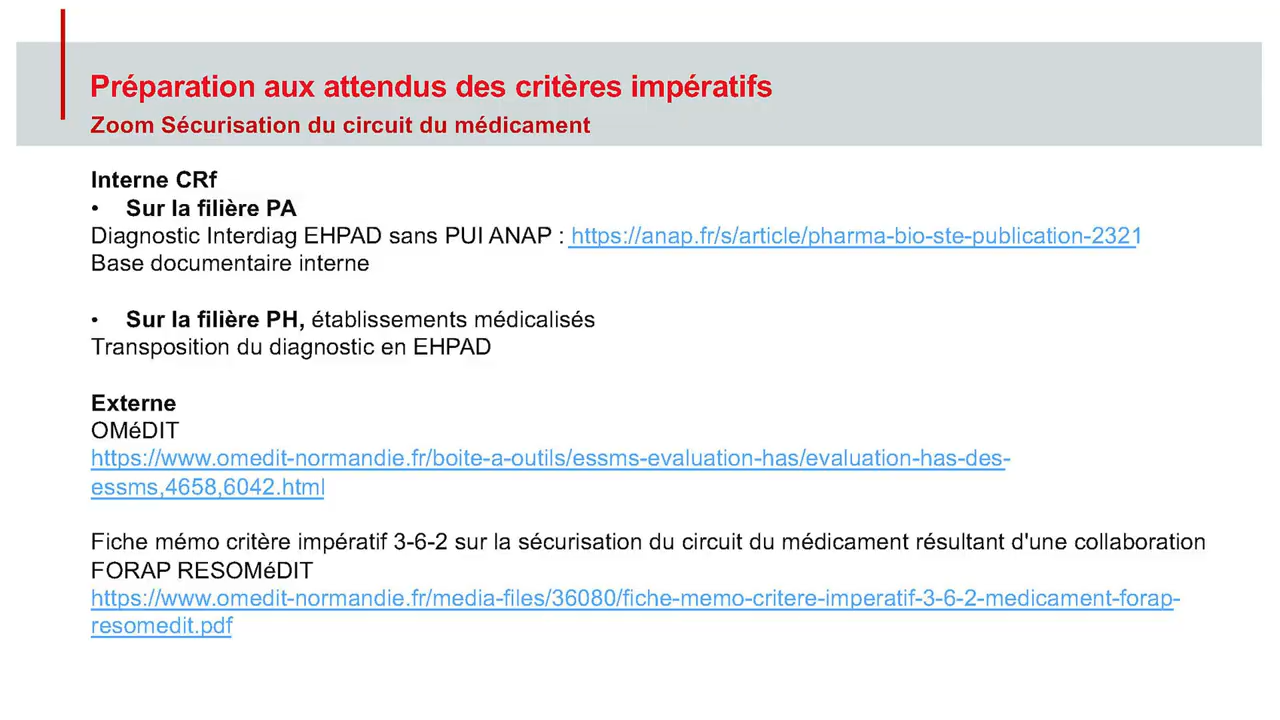 Préparation aux attendus des critères impératifs
Zoom Sécurisation du circuit du médicament
Interne CRf
• Sur la filière PA
Diagnostic Interdiag EHPAD sans PUI ANAP : https://anap.fr/s/article/pharma-bio-ste-publication-2321
Base documentaire interne
• Sur la filière PH, établissements médicalisés
Transposition du diagnostic en EHPAD
Externe
OMéDIT
https://www.omedit-normandie.fr/boite-a-outils/essms-evaluation-has/evaluation-has-des-
essms,4658,6042.html
Fiche mémo critère impératif 3-6-2 sur la sécurisation du circuit du médicament résultant d'une collaboration
FORAP RESOMéDIT
https://www.omedit-normandie.fr/media-files/36080/fiche-memo-critere-imperatif-3-6-2-medicament-forap-
resomedit.pdf